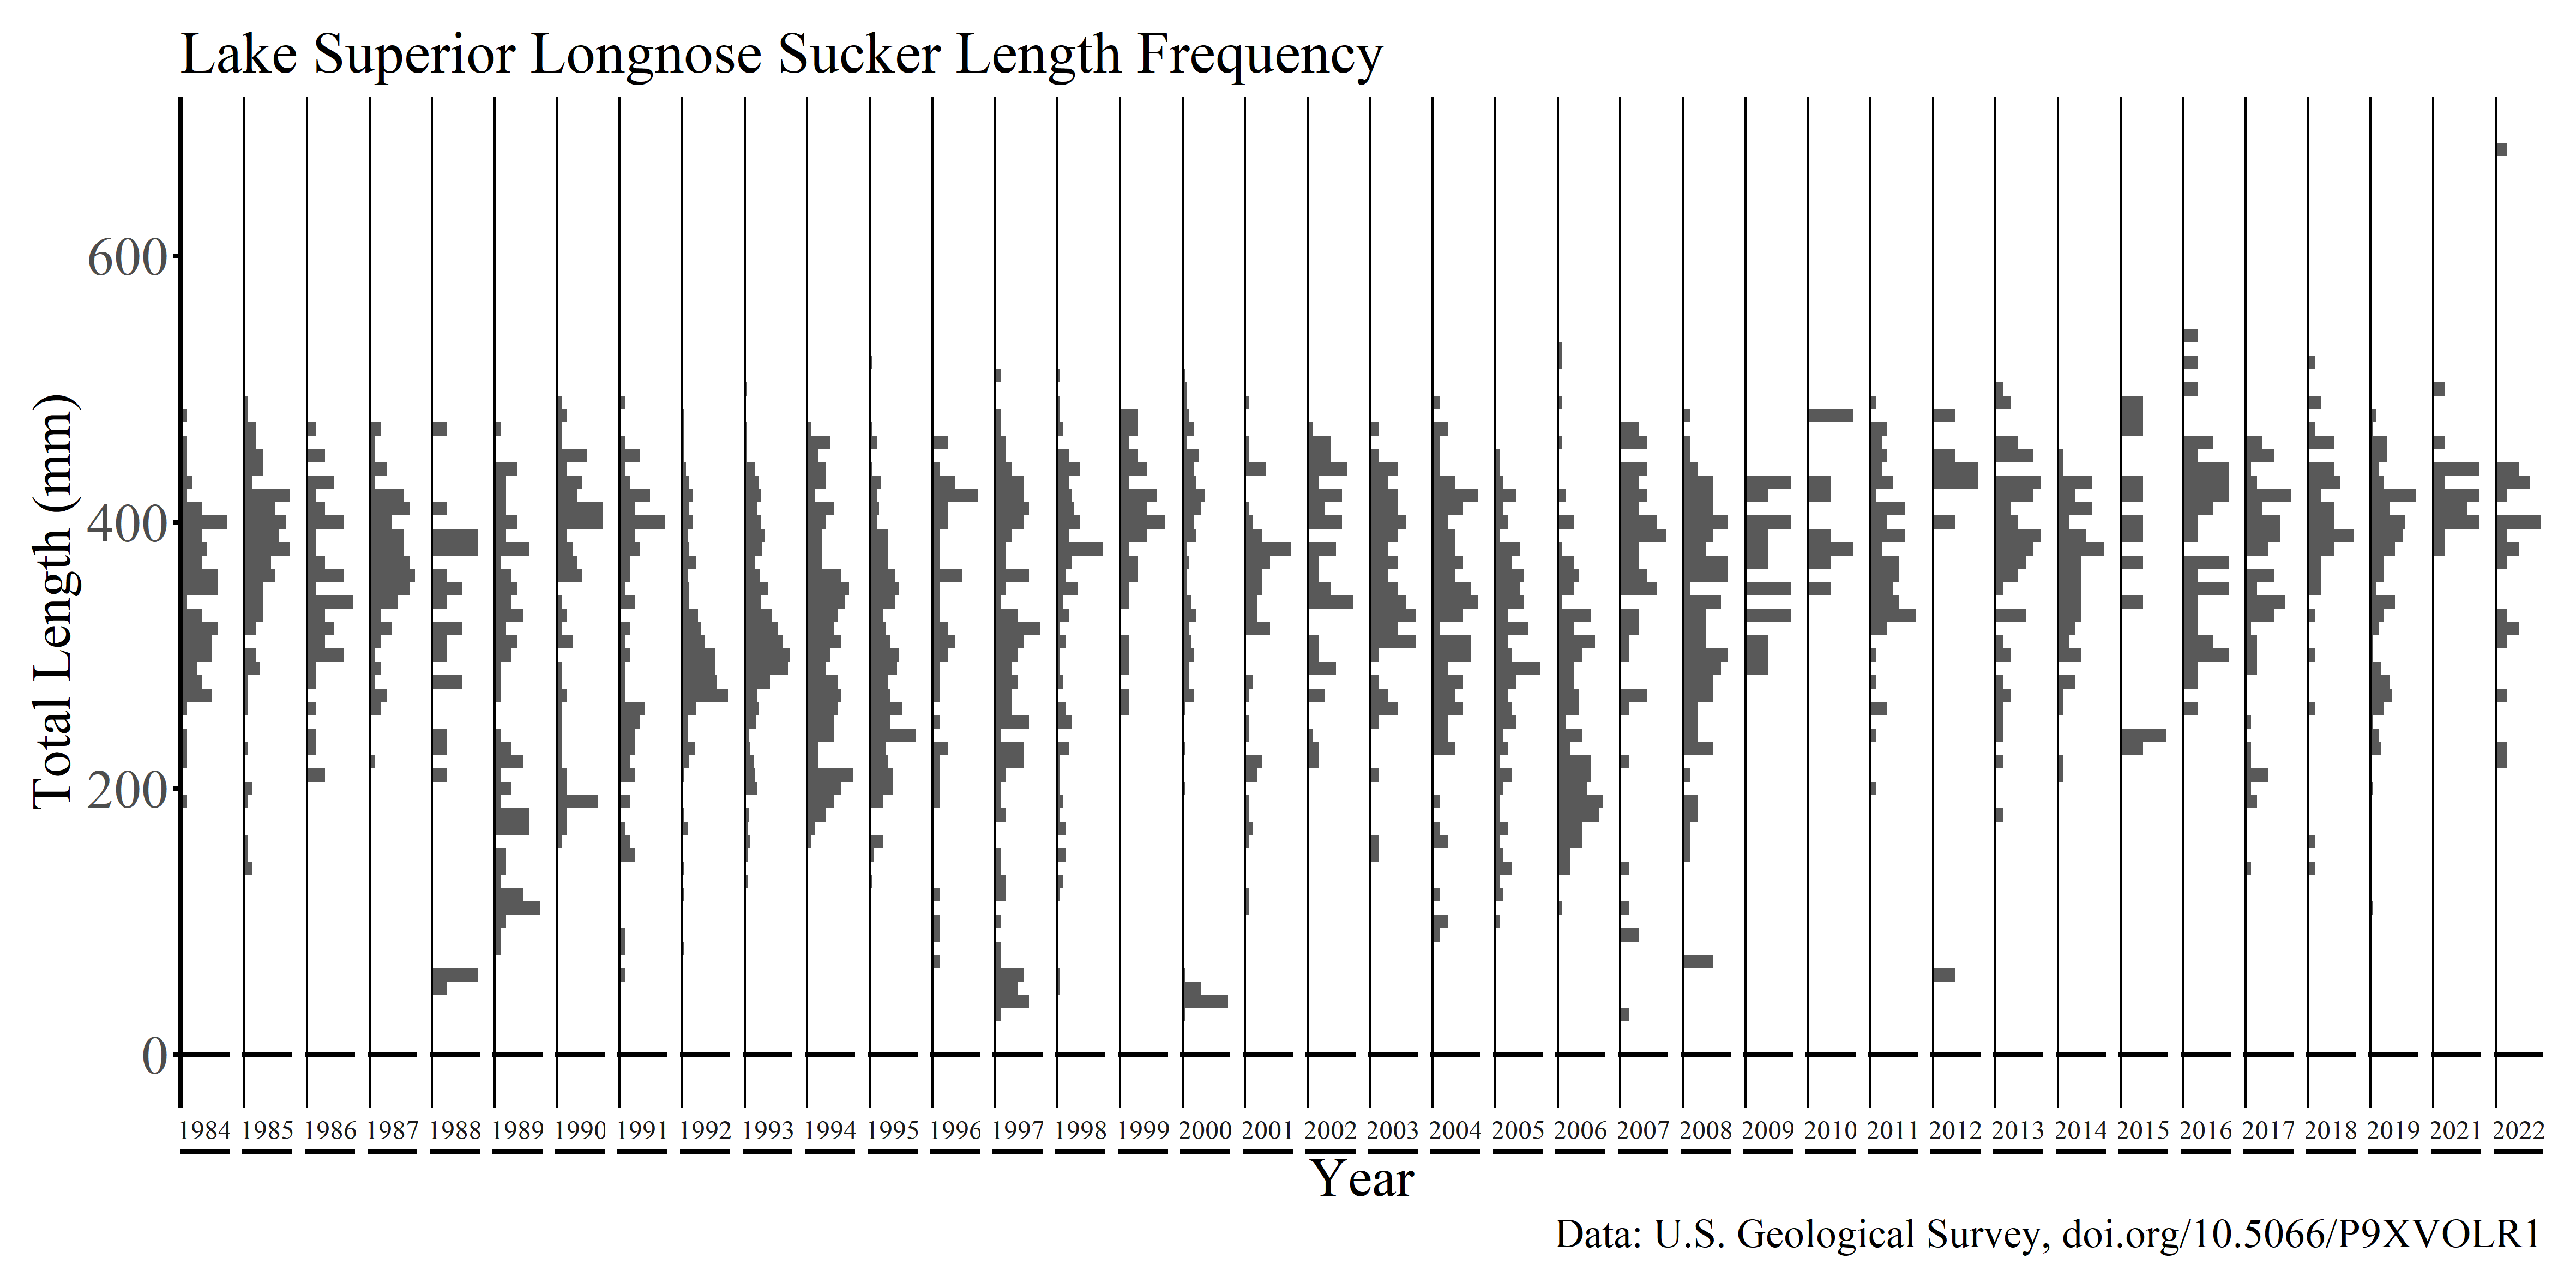 Lake Superior Longnose Sucker Length Frequency
Total Length (mm)
600
400
200
0
1984 1985 1986 1987 1988 1989 1990 1991 1992 1993 1994 1995 1996 1997 1998 1999 2000 2001 2002 2003 2004 2005 2006 2007 2008 2009 2010 2011 2012 2013 2014 2015 2016 2017 2018 2019 2021 2022
Year
Data: U.S. Geological Survey, doi.org/10.5066/P9XVOLR1